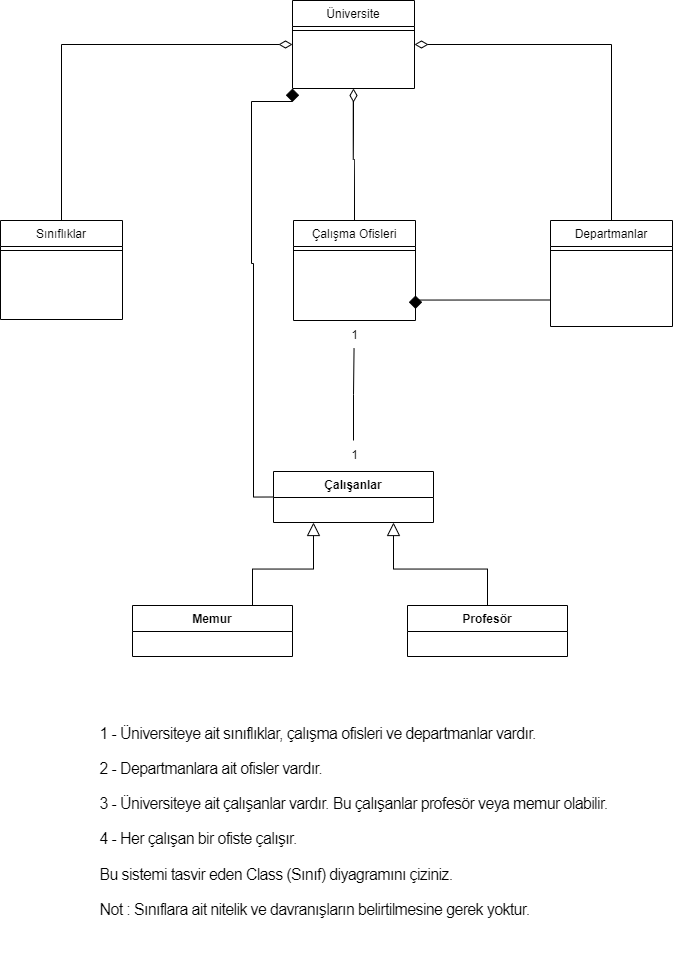 Üniversite
Sınıflıklar
Çalışma Ofisleri
Departmanlar
1
1
Çalışanlar
Memur
Profesör
1 - Üniversiteye ait sınıflıklar, çalışma ofisleri ve departmanlar vardır.
2 - Departmanlara ait ofisler vardır.
3 - Üniversiteye ait çalışanlar vardır. Bu çalışanlar profesör veya memur olabilir.
4 - Her çalışan bir ofiste çalışır.
Bu sistemi tasvir eden Class (Sınıf) diyagramını çiziniz.
Not : Sınıflara ait nitelik ve davranışların belirtilmesine gerek yoktur.